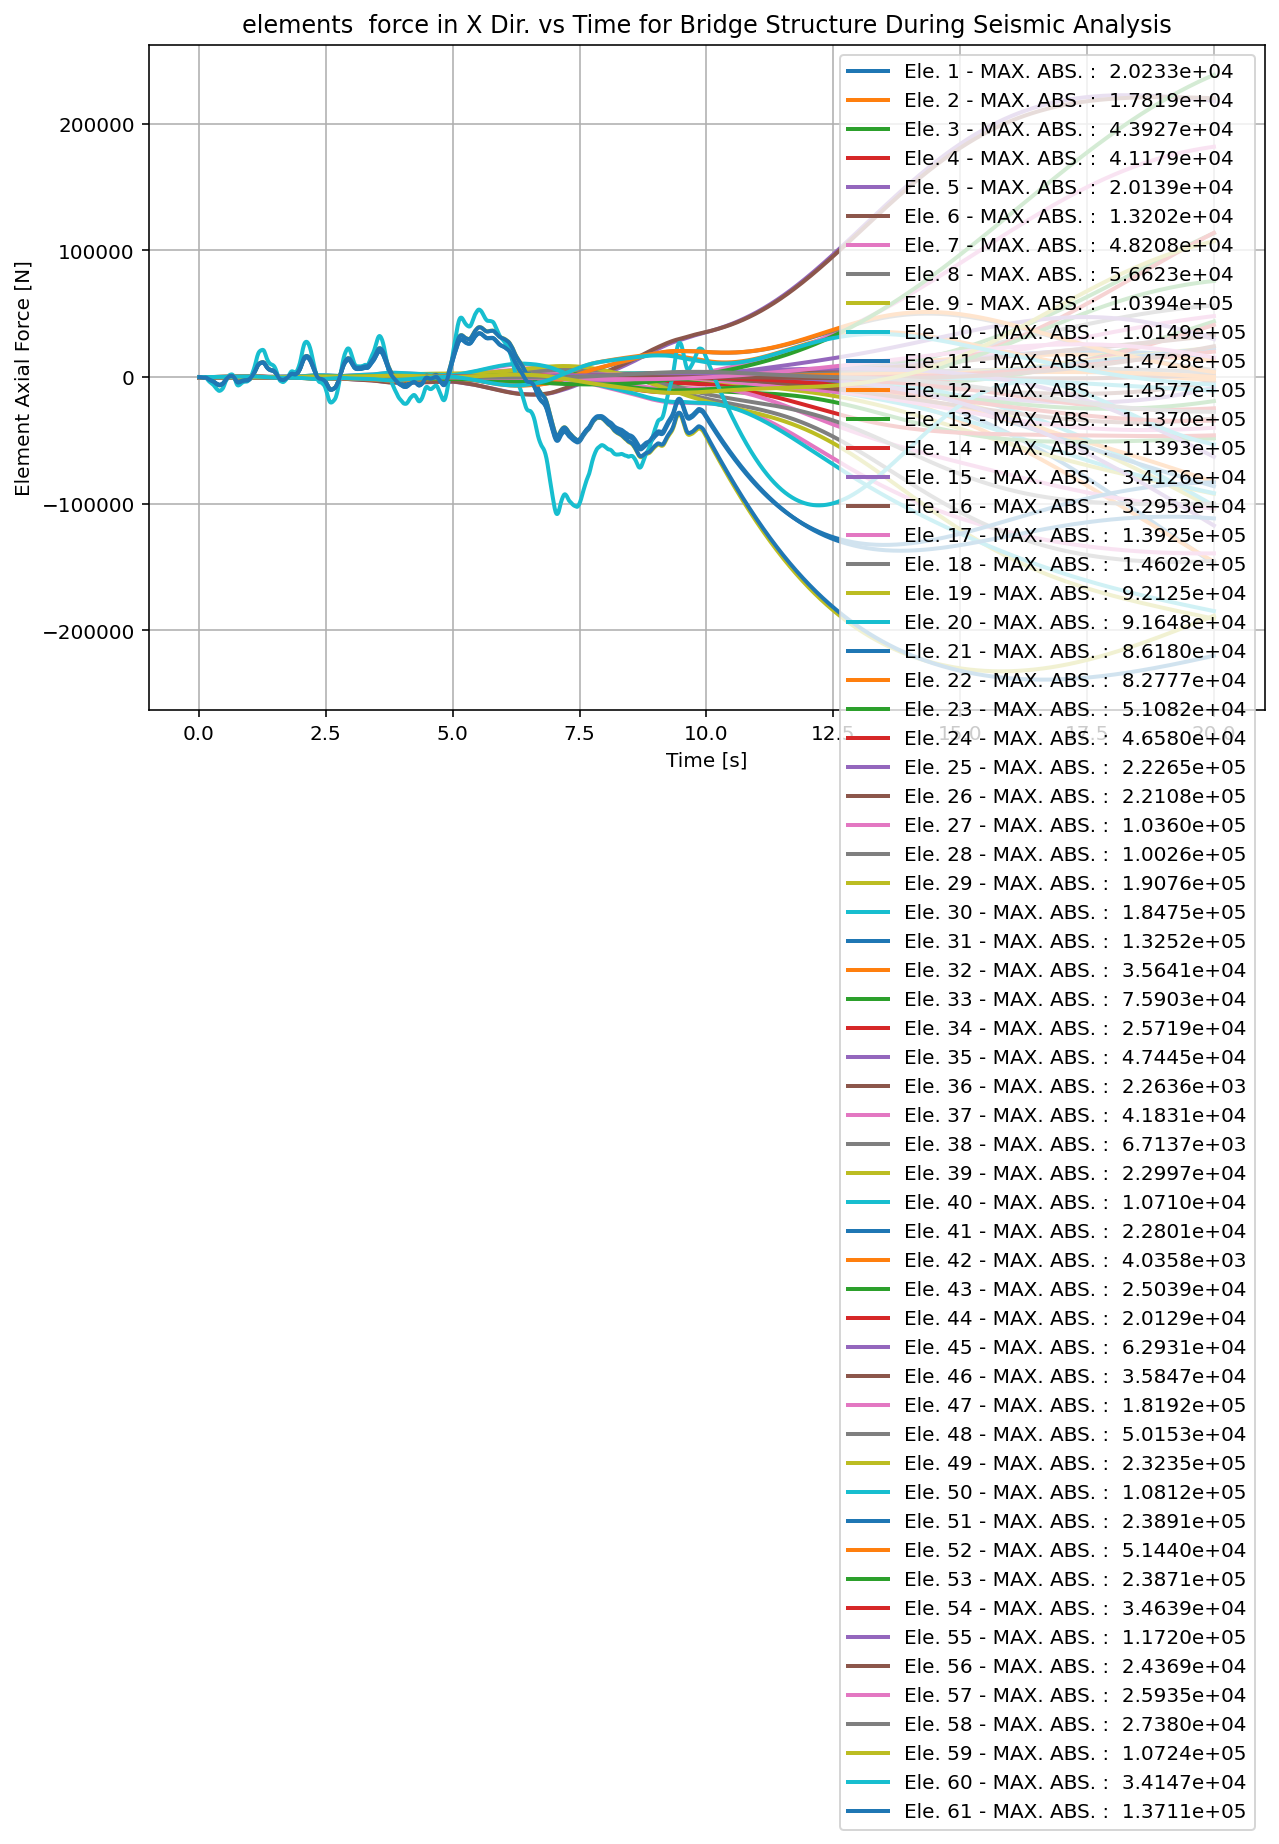 elements  force in X Dir. vs Time for Bridge Structure During Seismic Analysis
Element Axial Force [N]
200000
100000
0
−100000
−200000
0.0 2.5 5.0 7.5 10.0 12.5 15.0 17.5 20.0
Time [s]
Ele. 1 - MAX. ABS. :  2.0233e+04
Ele. 2 - MAX. ABS. :  1.7819e+04
Ele. 3 - MAX. ABS. :  4.3927e+04
Ele. 4 - MAX. ABS. :  4.1179e+04
Ele. 5 - MAX. ABS. :  2.0139e+04
Ele. 6 - MAX. ABS. :  1.3202e+04
Ele. 7 - MAX. ABS. :  4.8208e+04
Ele. 8 - MAX. ABS. :  5.6623e+04
Ele. 9 - MAX. ABS. :  1.0394e+05
Ele. 10 - MAX. ABS. :  1.0149e+05
Ele. 11 - MAX. ABS. :  1.4728e+05
Ele. 12 - MAX. ABS. :  1.4577e+05
Ele. 13 - MAX. ABS. :  1.1370e+05
Ele. 14 - MAX. ABS. :  1.1393e+05
Ele. 15 - MAX. ABS. :  3.4126e+04
Ele. 16 - MAX. ABS. :  3.2953e+04
Ele. 17 - MAX. ABS. :  1.3925e+05
Ele. 18 - MAX. ABS. :  1.4602e+05
Ele. 19 - MAX. ABS. :  9.2125e+04
Ele. 20 - MAX. ABS. :  9.1648e+04
Ele. 21 - MAX. ABS. :  8.6180e+04
Ele. 22 - MAX. ABS. :  8.2777e+04
Ele. 23 - MAX. ABS. :  5.1082e+04
Ele. 24 - MAX. ABS. :  4.6580e+04
Ele. 25 - MAX. ABS. :  2.2265e+05
Ele. 26 - MAX. ABS. :  2.2108e+05
Ele. 27 - MAX. ABS. :  1.0360e+05
Ele. 28 - MAX. ABS. :  1.0026e+05
Ele. 29 - MAX. ABS. :  1.9076e+05
Ele. 30 - MAX. ABS. :  1.8475e+05
Ele. 31 - MAX. ABS. :  1.3252e+05
Ele. 32 - MAX. ABS. :  3.5641e+04
Ele. 33 - MAX. ABS. :  7.5903e+04
Ele. 34 - MAX. ABS. :  2.5719e+04
Ele. 35 - MAX. ABS. :  4.7445e+04
Ele. 36 - MAX. ABS. :  2.2636e+03
Ele. 37 - MAX. ABS. :  4.1831e+04
Ele. 38 - MAX. ABS. :  6.7137e+03
Ele. 39 - MAX. ABS. :  2.2997e+04
Ele. 40 - MAX. ABS. :  1.0710e+04
Ele. 41 - MAX. ABS. :  2.2801e+04
Ele. 42 - MAX. ABS. :  4.0358e+03
Ele. 43 - MAX. ABS. :  2.5039e+04
Ele. 44 - MAX. ABS. :  2.0129e+04
Ele. 45 - MAX. ABS. :  6.2931e+04
Ele. 46 - MAX. ABS. :  3.5847e+04
Ele. 47 - MAX. ABS. :  1.8192e+05
Ele. 48 - MAX. ABS. :  5.0153e+04
Ele. 49 - MAX. ABS. :  2.3235e+05
Ele. 50 - MAX. ABS. :  1.0812e+05
Ele. 51 - MAX. ABS. :  2.3891e+05
Ele. 52 - MAX. ABS. :  5.1440e+04
Ele. 53 - MAX. ABS. :  2.3871e+05
Ele. 54 - MAX. ABS. :  3.4639e+04
Ele. 55 - MAX. ABS. :  1.1720e+05
Ele. 56 - MAX. ABS. :  2.4369e+04
Ele. 57 - MAX. ABS. :  2.5935e+04
Ele. 58 - MAX. ABS. :  2.7380e+04
Ele. 59 - MAX. ABS. :  1.0724e+05
Ele. 60 - MAX. ABS. :  3.4147e+04
Ele. 61 - MAX. ABS. :  1.3711e+05